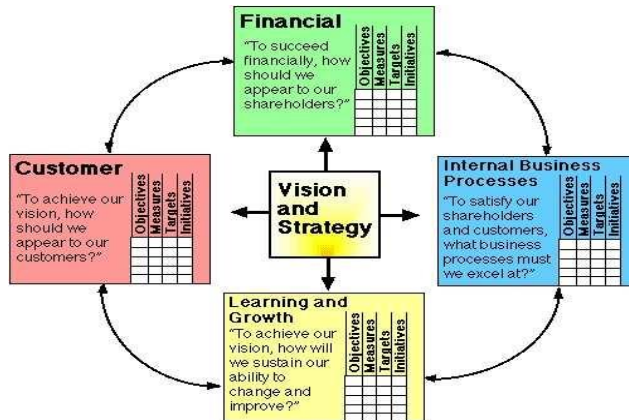 Financial
"To succeed
financially, how
should we
appear to our
shareholders?"
Objectives
Measures
Targets
Initiatives
Customer
"To achieve our
vision, how
should we
appear to our
customers?"
Objectives
Measures
Targets
Initiatives
Vision
and
Strategy
Internal Business
Processes
"To satisfy our
shareholders
and customers,
what business
processes must
we excel at?"
Objectives
Measures
Targets
Initiatives
Learning and
Growth
"To achieve our
vision, how will
we sustain our
ability to
change and
improve?"
Objectives
Measures
Targets
Initiatives